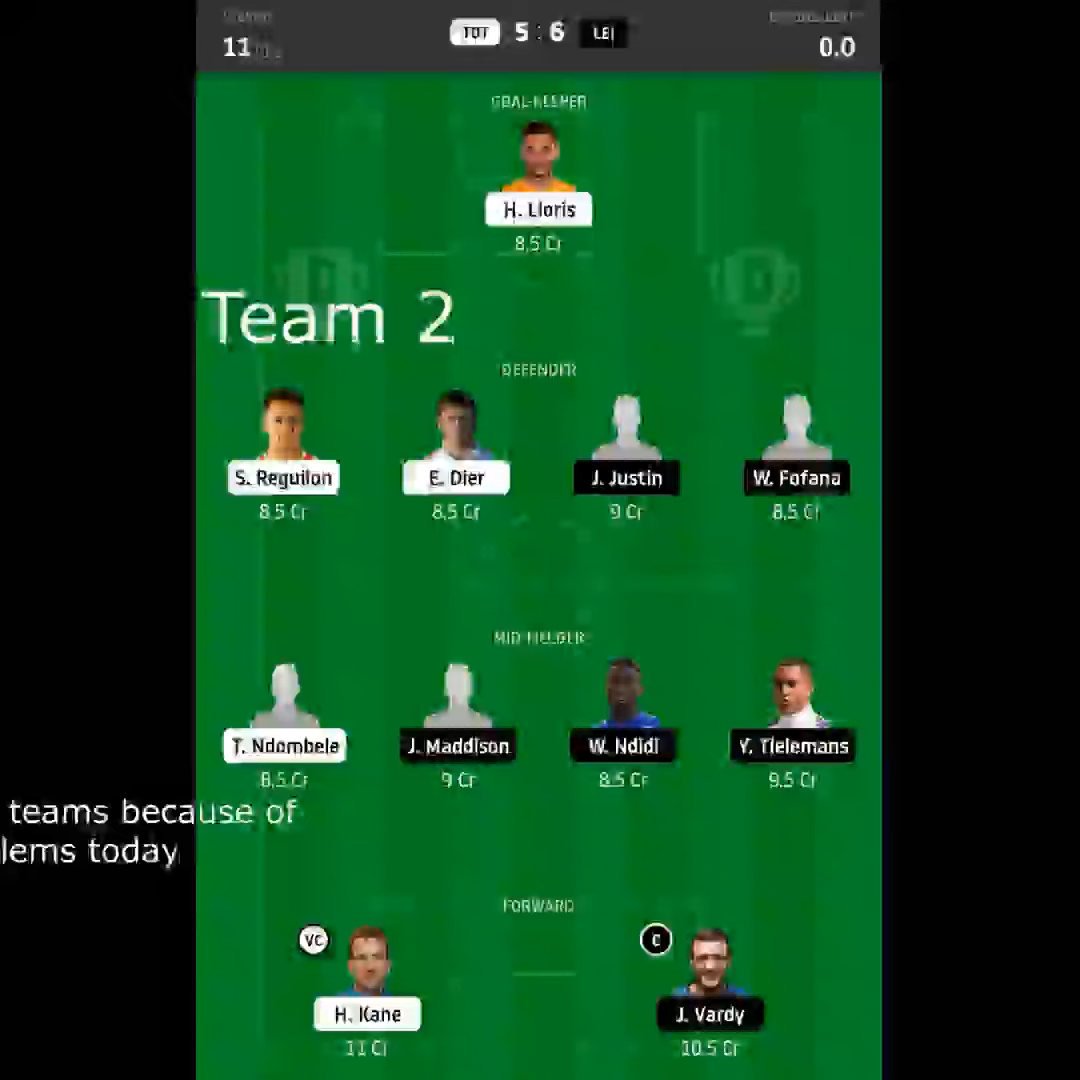 TOT 5 : 6 LEI
11
0.0
GOAL-KEEPER
H. Lloris
8.5 Cr
Team 2
DEFENDER
S. Reguilon E. Dier J. Justin W. Fofana
8.5 Cr 8.5 Cr 9 Cr 8.5 Cr
MID-FIELDER
T. Ndombele J. Maddison W. Ndidi Y. Tielemans
8.5 Cr 9 Cr 8.5 Cr 9.5 Cr
teams because of
lems today
FORWARD
VC C
H. Kane J. Vardy
11 Cr 10.5 Cr